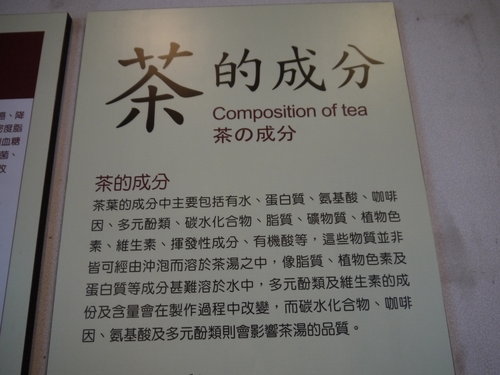 茶的成分
Composition of tea
茶の成分
茶的成分
茶葉的成分中主要包括有水、蛋白質、氨基酸、咖啡
因、多元酚類、碳水化合物、脂質、礦物質、植物色
素、維生素、揮發性成分、有機酸等，這些物質並非
皆可經由沖泡而溶於茶湯之中，像脂質、植物色素及
蛋白質等成分甚難溶於水中，多元酚類及維生素的成
份及含量會在製作過程中改變，而碳水化合物、咖啡
因、氨基酸及多元酚類則會影響茶湯的品質。
、降
密度脂
血糖
菌、